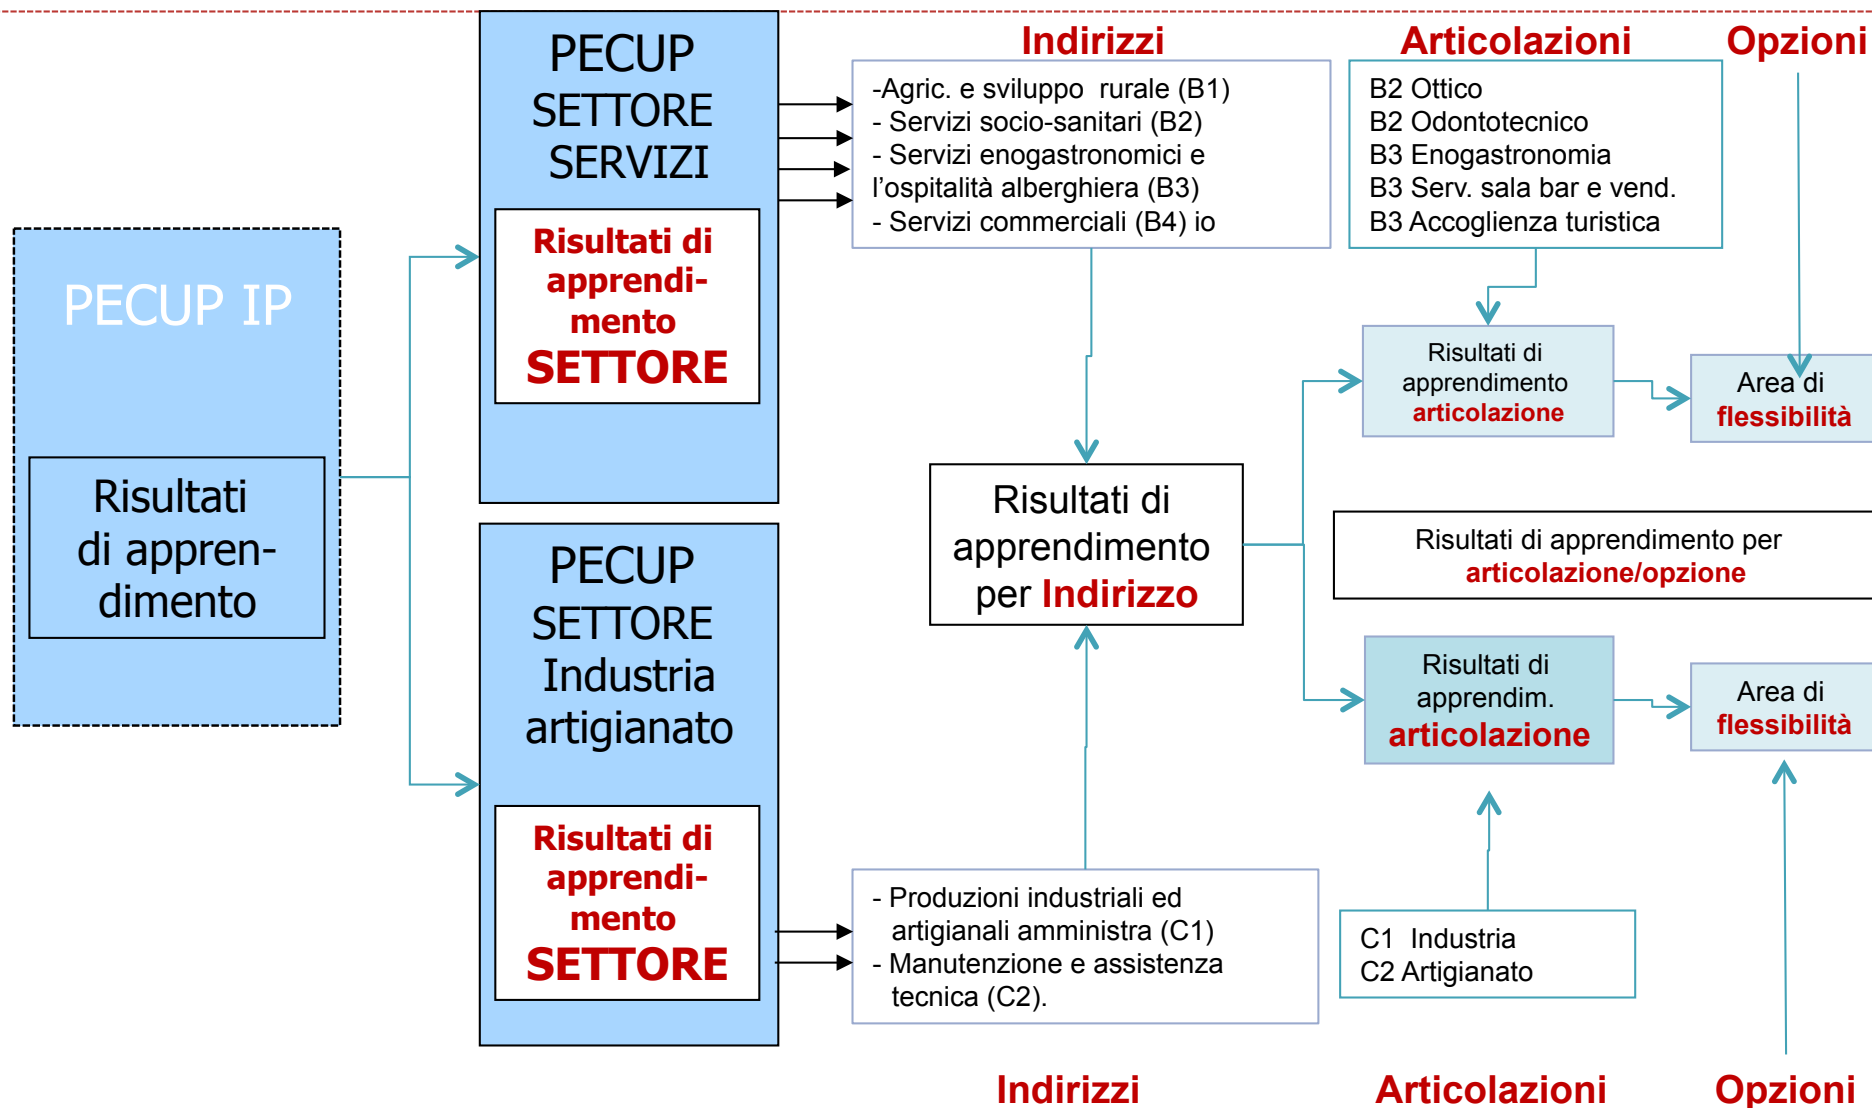 PECUP IP
Risultati
di appren-
dimento
PECUP
SETTORE
SERVIZI
Risultati di
apprendi-
mento
SETTORE
PECUP
SETTORE
Industria
artigianato
Risultati di
apprendi-
mento
SETTORE
Indirizzi
-Agric. e sviluppo rurale (B1)
- Servizi socio-sanitari (B2)
- Servizi enogastronomici e
l’ospitalità alberghiera (B3)
- Servizi commerciali (B4) io
Risultati di
apprendimento
per Indirizzo
- Produzioni industriali ed
artigianali amministra (C1)
- Manutenzione e assistenza
tecnica (C2).
Indirizzi
Articolazioni
B2 Ottico
B2 Odontotecnico
B3 Enogastronomia
B3 Serv. sala bar e vend.
B3 Accoglienza turistica
Risultati di
apprendimento
articolazione
Risultati di apprendimento per
articolazione/opzione
Risultati di
apprendim.
articolazione
C1 Industria
C2 Artigianato
Articolazioni
Opzioni
Area di
flessibilità
Area di
flessibilità
Opzioni